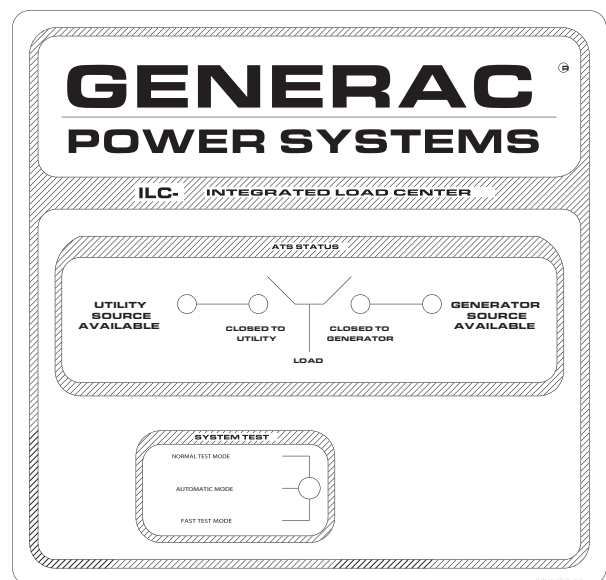 GENERAC
®
POWER SYSTEMS
ILC- INTEGRATED LOAD CENTER
ATS STATUS
UTILITY
SOURCE
AVAILABLE
CLOSED TO
UTILITY
CLOSED TO
GENERATOR
GENERATOR
SOURCE
AVAILABLE
LOAD
SYSTEM TEST
NORMAL TEST MODE
AUTOMATIC MODE
FAST TEST MODE